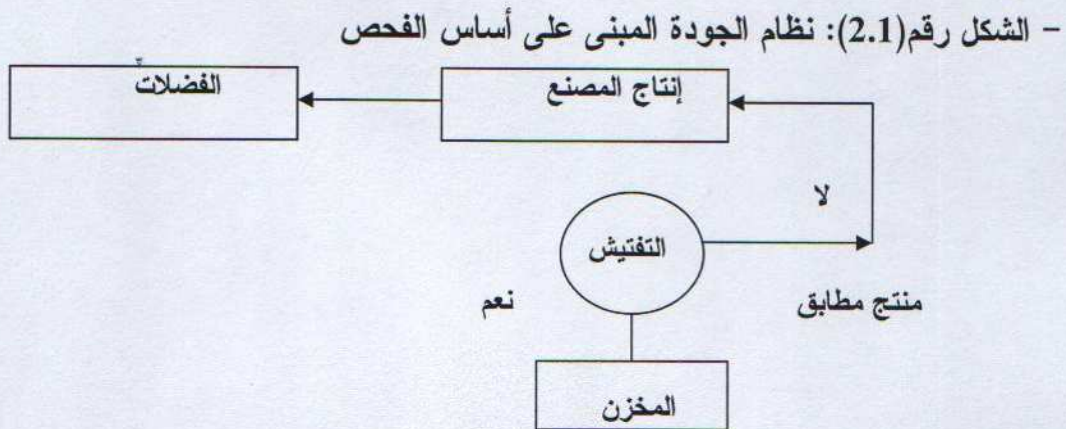 - الشكل رقم(2.1): نظام الجودة المبنى على أساس الفحص
إنتاج المصنع
الفضلات
لا
التفتيش
منتج مطابق
نعم
المخزن